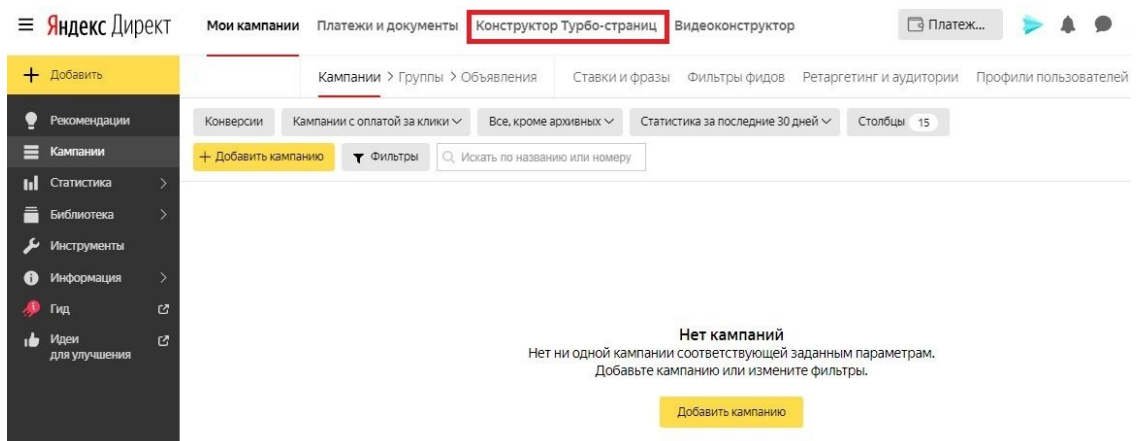 Яндекс Директ
Мои кампании Платежи и документы Конструктор Турбо-страниц Видеоконструктор Платеж...
Добавить
Кампании > Группы > Объявления Ставки и фразы Фильтры фидов Ретаргетинг и аудитории Профили пользователей
Рекомендации
Кампании
Статистика
Библиотека
Инструменты
Информация
Гид
Идеи
для улучшения
Конверсии Кампании с оплатой за клики Все, кроме архивных Статистика за последние 30 дней Столбцы 15
+ Добавить кампанию Фильтры Искать по названию или номеру
Нет кампаний
Нет ни одной кампании соответствующей заданным параметрам.
Добавьте кампанию или измените фильтры.
Добавить кампанию